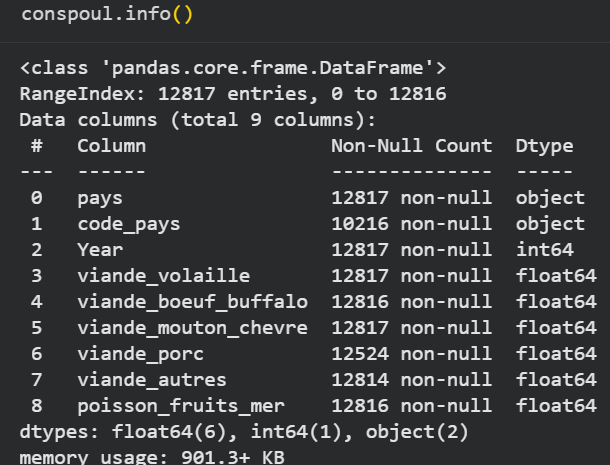 conspoul.info()
<class 'pandas.core.frame.DataFrame'>
RangeIndex: 12817 entries, 0 to 12816
Data columns (total 9 columns):
 #   Column               Non-Null Count  Dtype
---  ------               --------------  -----
 0   pays                 12817 non-null  object
 1   code_pays            10216 non-null  object
 2   Year                 12817 non-null  int64
 3   viande_volaille      12817 non-null  float64
 4   viande_boeuf_buffalo  12816 non-null  float64
 5   viande_mouton_chevre  12817 non-null  float64
 6   viande_porc          12524 non-null  float64
 7   viande_autres        12814 non-null  float64
 8   poisson_fruits_mer   12816 non-null  float64
dtypes: float64(6), int64(1), object(2)
memory usage: 901.3+ KB